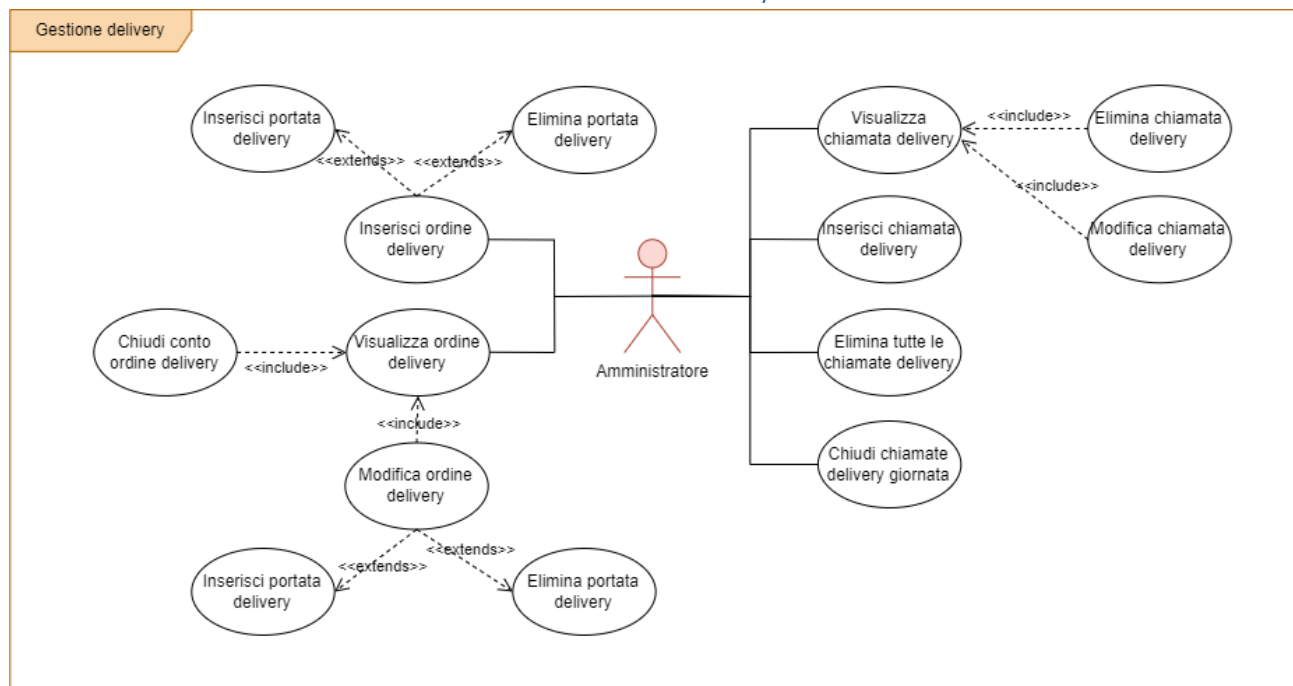 Gestione delivery
Inserisci portata
delivery
Elimina portata
delivery
<<extends>>
<<extends>>
Inserisci ordine
delivery
Chiudi conto
ordine delivery
<<include>>
Visualizza ordine
delivery
<<include>>
Modifica ordine
delivery
<<extends>>
<<extends>>
Inserisci portata
delivery
Elimina portata
delivery
Amministratore
Visualizza
chiamata delivery
<<include>>
Elimina chiamata
delivery
<<include>>
Inserisci chiamata
delivery
Modifica chiamata
delivery
Elimina tutte le
chiamate delivery
Chiudi chiamate
delivery giornata